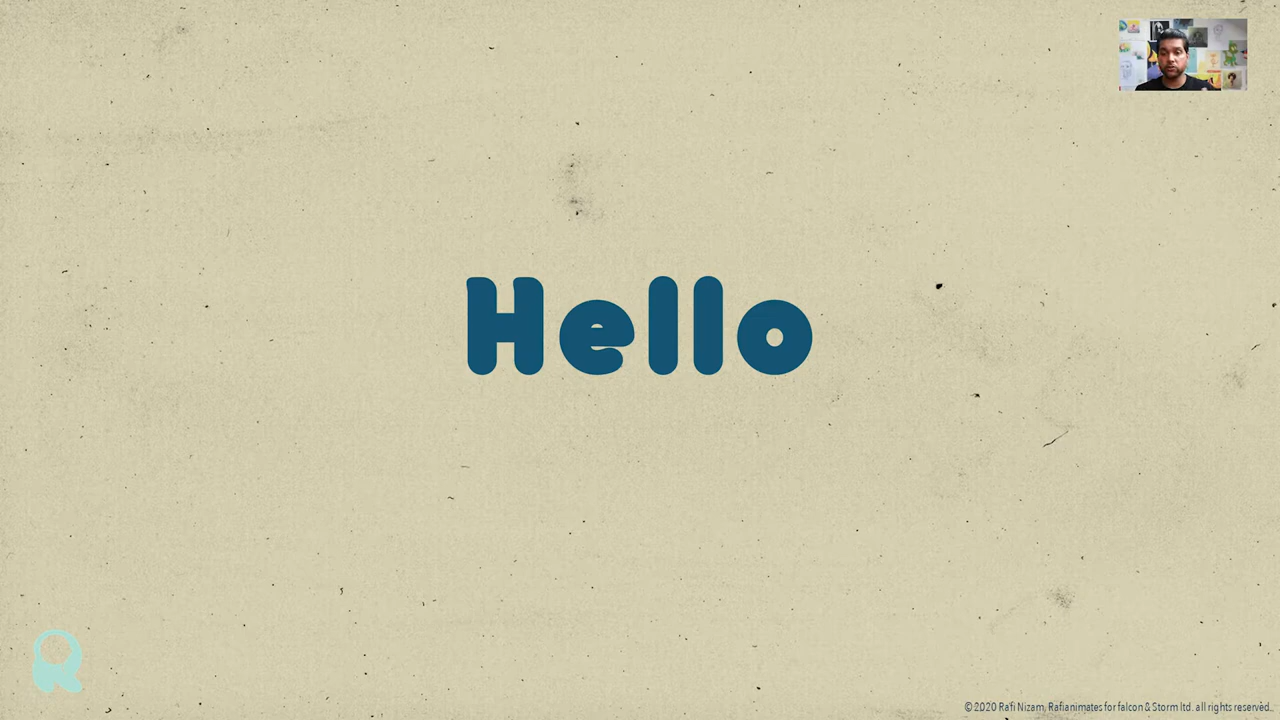 Hello
©2020 Rafi Nizam, Rafianimates for falcon & Storm ltd. all rights reserved.